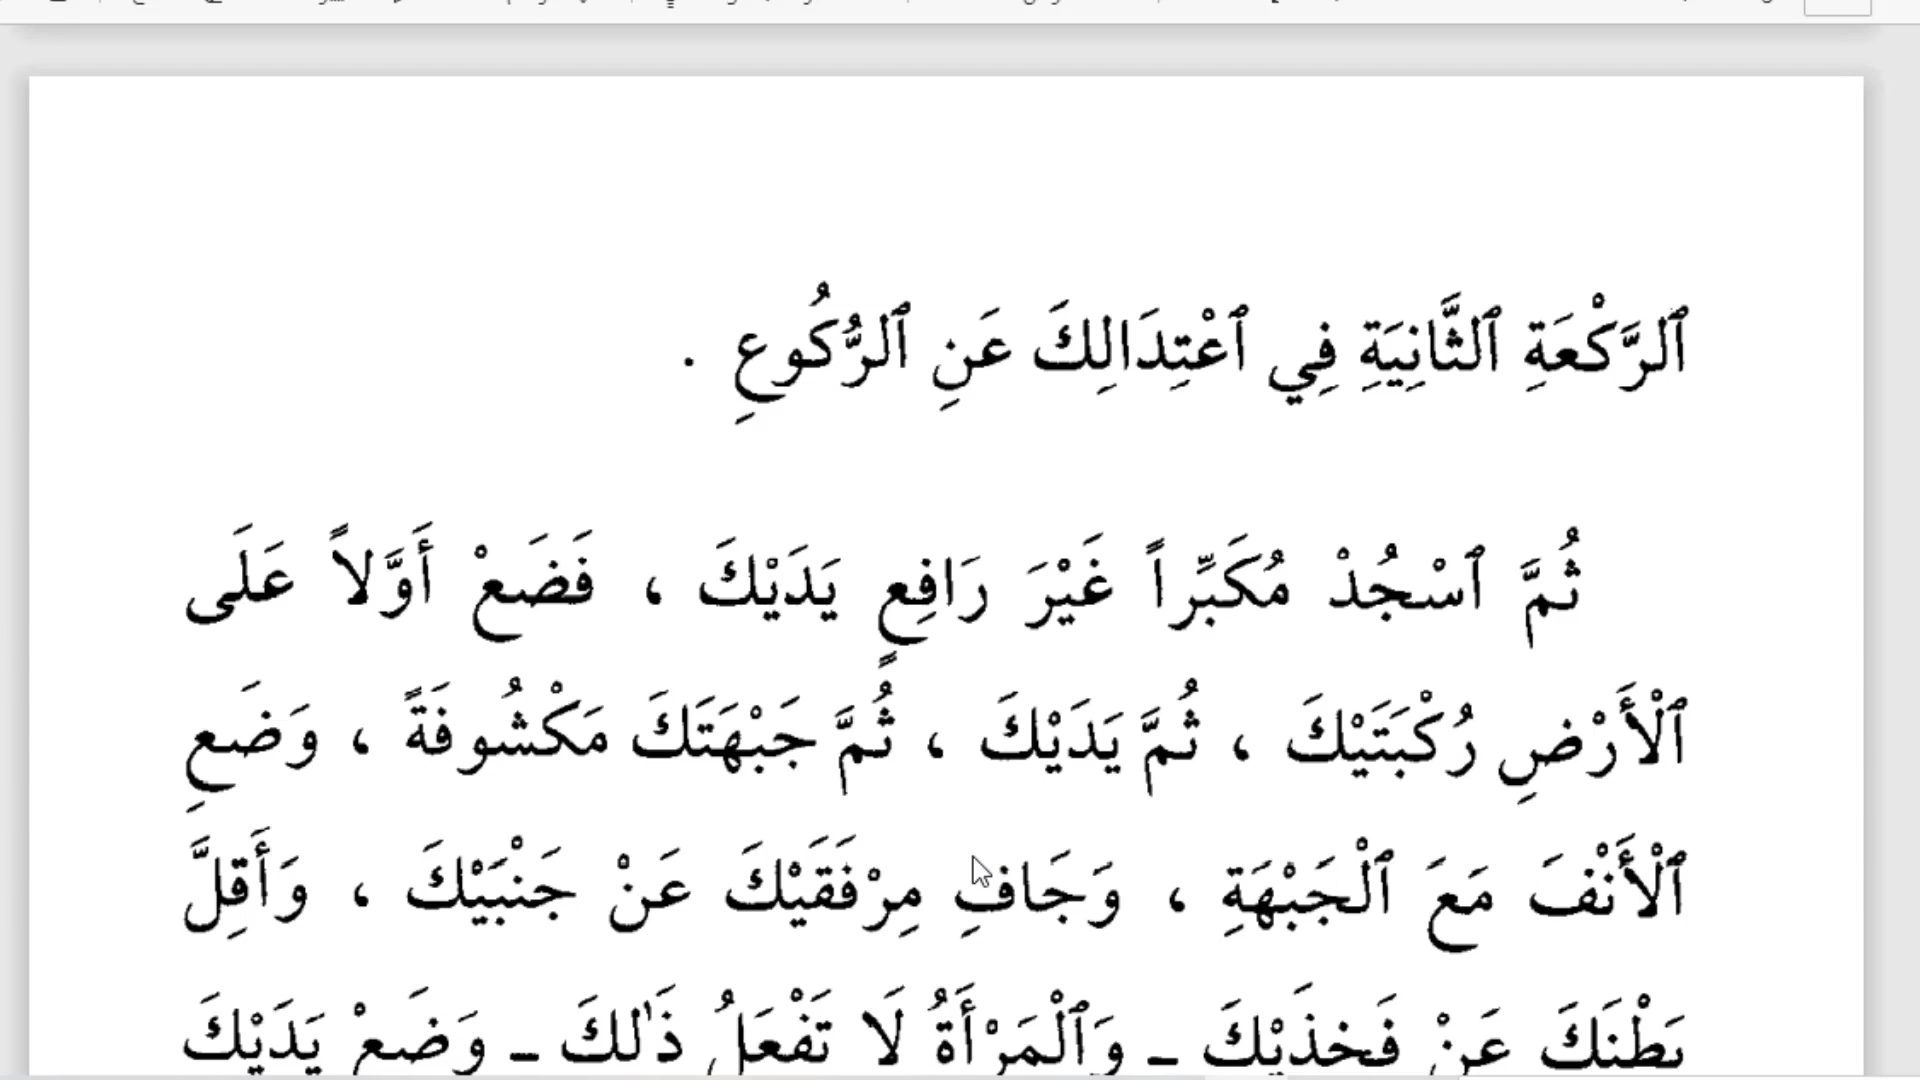 ٱلرَّكْعَةِ ٱلثَّانِيَةِ فِي ٱعْتِدَالِكَ عَنِ ٱلرُّكُوعِ .
ثُمَّ ٱسْجُدْ مُكَبِّراً غَيْرَ رَافِعٍ يَدَيْكَ ، فَضَعْ أَوَّلاً عَلَى
ٱلْأَرْضِ رُكْبَتَيْكَ ، ثُمَّ يَدَيْكَ ، ثُمَّ جَبْهَتَكَ مَكْشُوفَةً ، وَضَعِ
ٱلْأَنْفَ مَعَ ٱلْجَبْهَةِ ، وَجَافِ مِرْفَقَيْكَ عَنْ جَنْبَيْكَ ، وَأَقِلَّ
بَطْنَكَ عَنْ فَخِذَيْكَ ـ وَٱلْمَرْأَةُ لَا تَفْعَلُ ذَٰلِكَ ـ وَضَعْ يَدَيْكَ